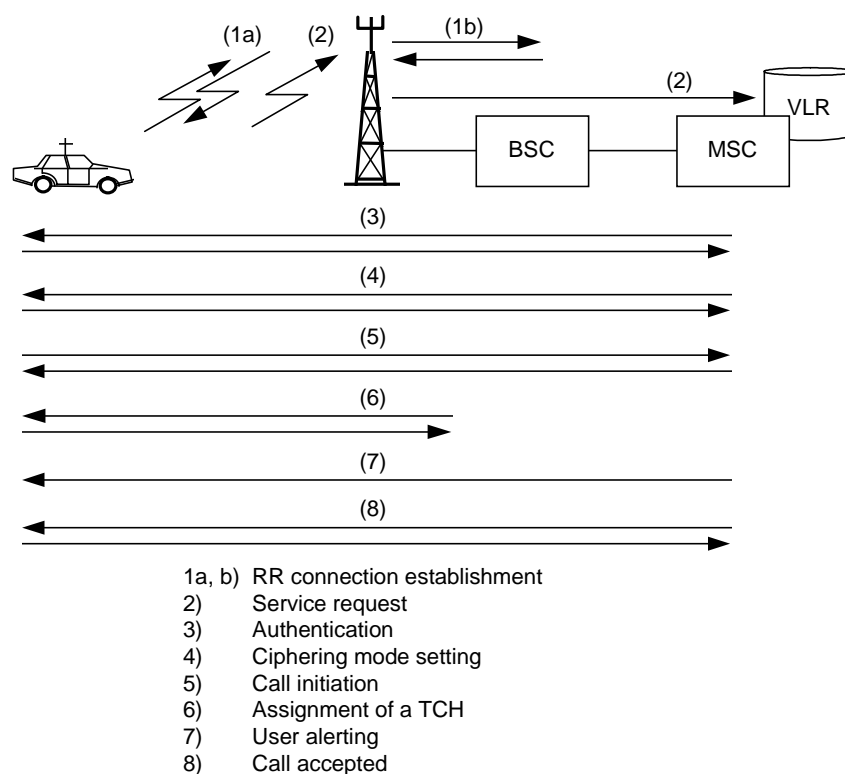 (1a)
(2)
(1b)
(2)
VLR
BSC
MSC
(3)
(4)
(5)
(6)
(7)
(8)
1a, b) RR connection establishment
2) Service request
3) Authentication
4) Ciphering mode setting
5) Call initiation
6) Assignment of a TCH
7) User alerting
8) Call accepted